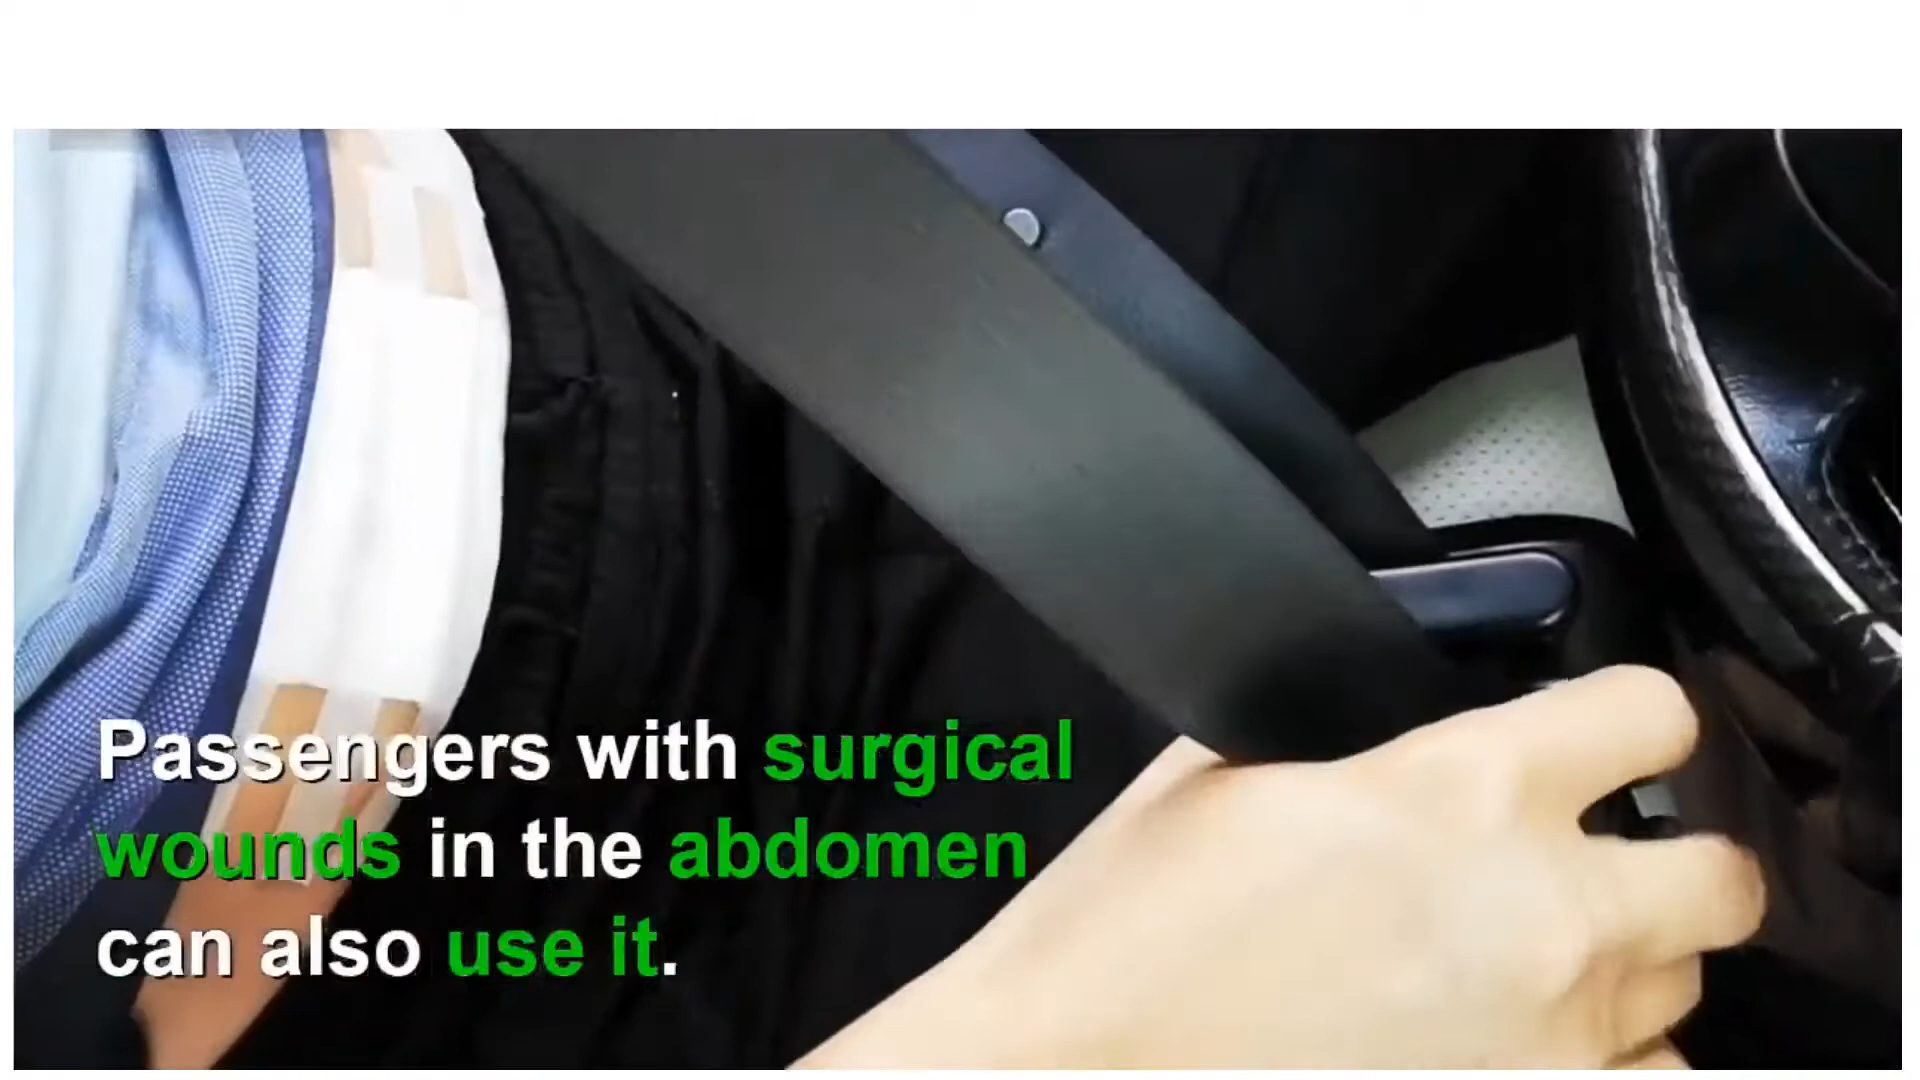 Passengers with surgical
wounds in the abdomen
can also use it.